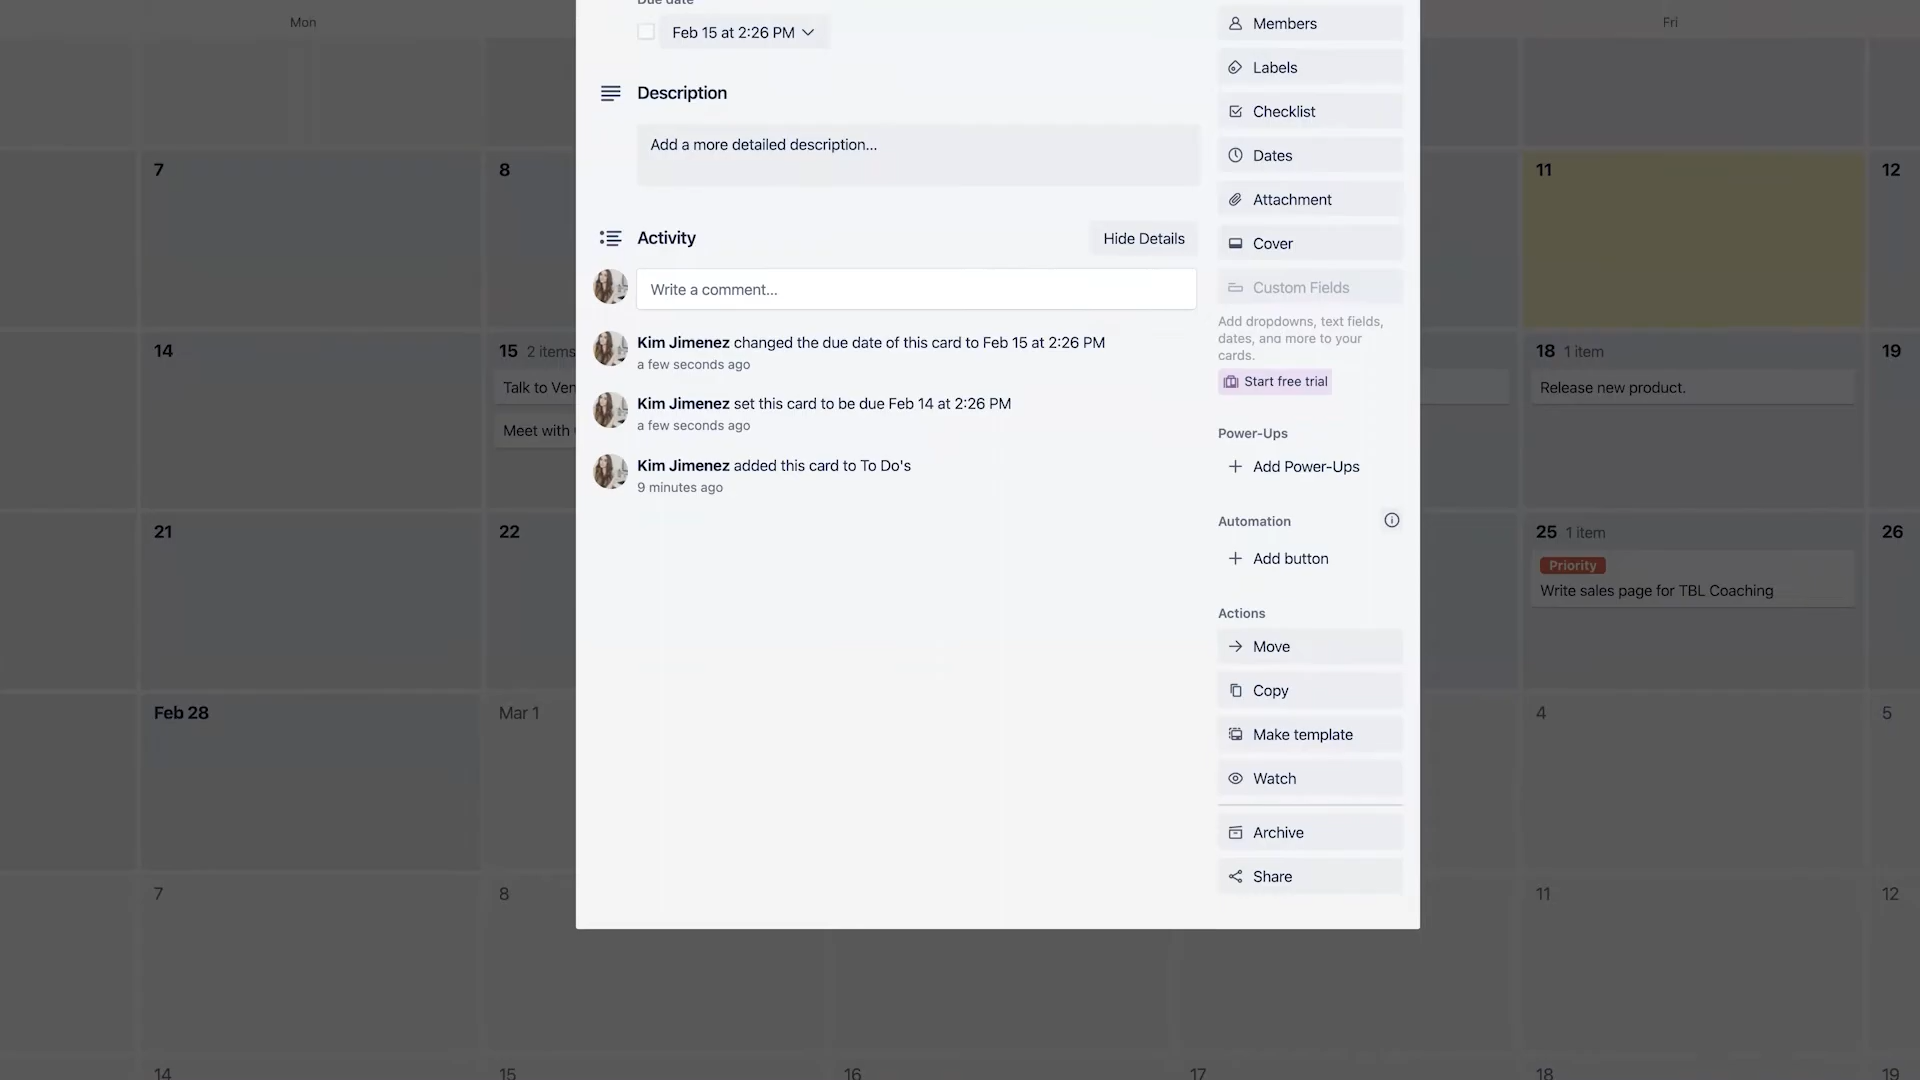 Mon
Fri
Due date
Feb 15 at 2:26 PM
Description
Add a more detailed description...
Activity
Hide Details
Write a comment...
Kim Jimenez changed the due date of this card to Feb 15 at 2:26 PM
a few seconds ago
Kim Jimenez set this card to be due Feb 14 at 2:26 PM
a few seconds ago
Kim Jimenez added this card to To Do's
9 minutes ago
Members
Labels
Checklist
Dates
Attachment
Cover
Custom Fields
Add dropdowns, text fields,
dates, and more to your
cards.
Start free trial
Power-Ups
Add Power-Ups
Automation
Add button
Actions
Move
Copy
Make template
Watch
Archive
Share
7
8
11
12
14
15 2 items
Talk to Ven
Meet with
18 1 item
Release new product.
19
21
22
25 1 item
Priority
Write sales page for TBL Coaching
26
Feb 28
Mar 1
4
5
7
8
11
12
14
15
16
17
18
19